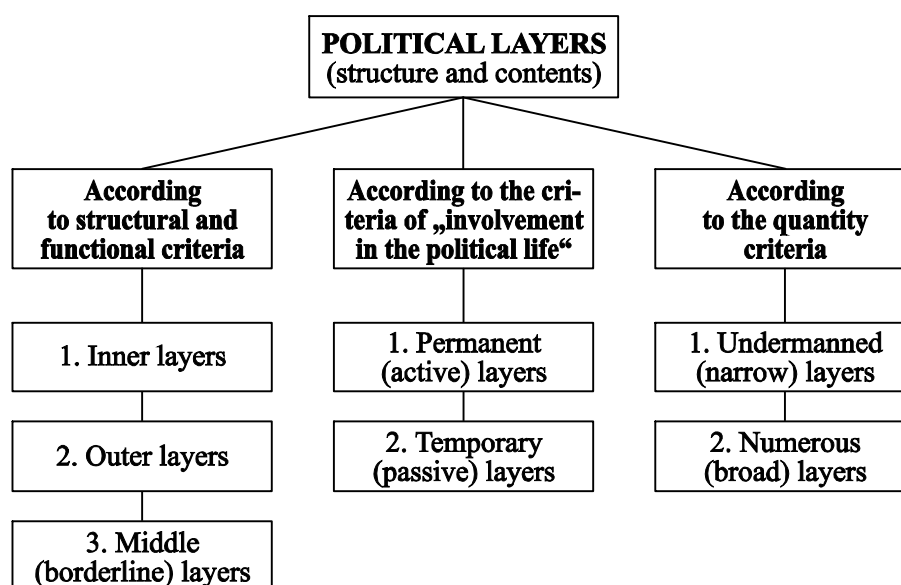 POLITICAL LAYERS
(structure and contents)
According
to structural and
functional criteria
1. Inner layers
2. Outer layers
3. Middle
(borderline) layers
According to the cri-
teria of „involvement
in the political life“
1. Permanent
(active) layers
2. Temporary
(passive) layers
According
to the quantity
criteria
1. Undermanned
(narrow) layers
2. Numerous
(broad) layers